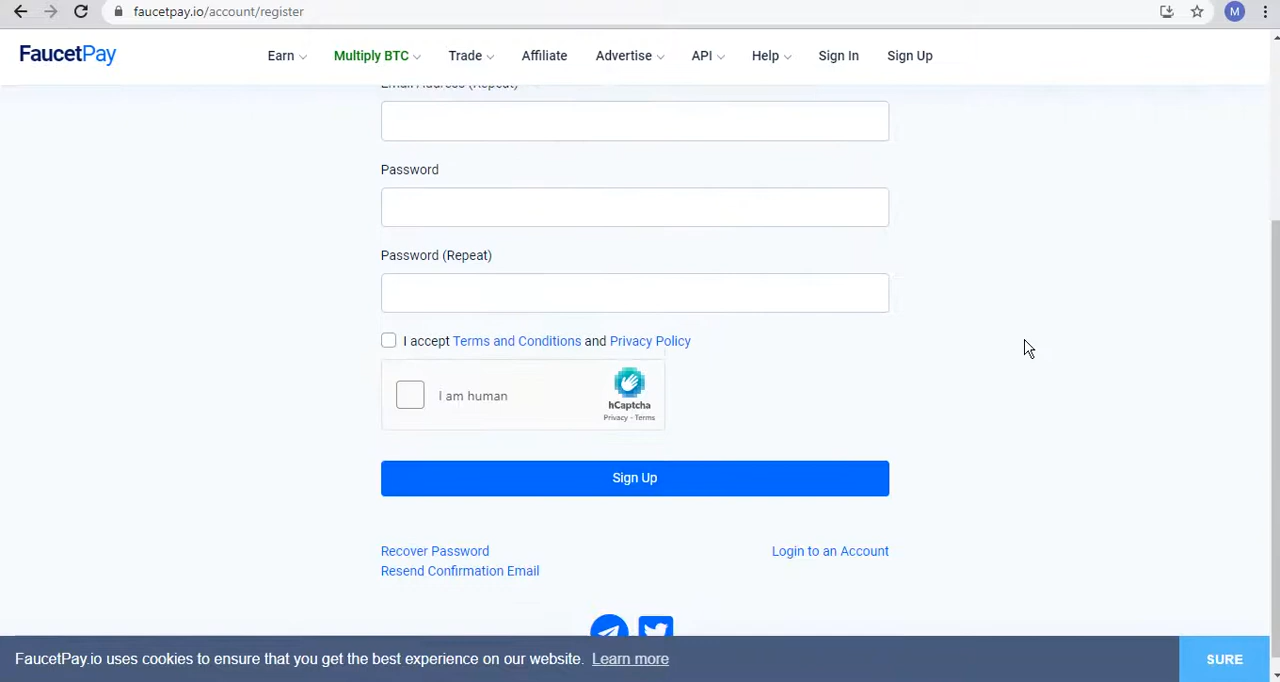 faucetpay.io/account/register
M
FaucetPay
Earn
Multiply BTC
Trade
Affiliate
Advertise
API
Help
Sign In
Sign Up
Email Address (Repeat)
Password
Password (Repeat)
I accept Terms and Conditions and Privacy Policy
I am human
hCaptcha
Privacy - Terms
Sign Up
Recover Password
Login to an Account
Resend Confirmation Email
FaucetPay.io uses cookies to ensure that you get the best experience on our website. Learn more
SURE